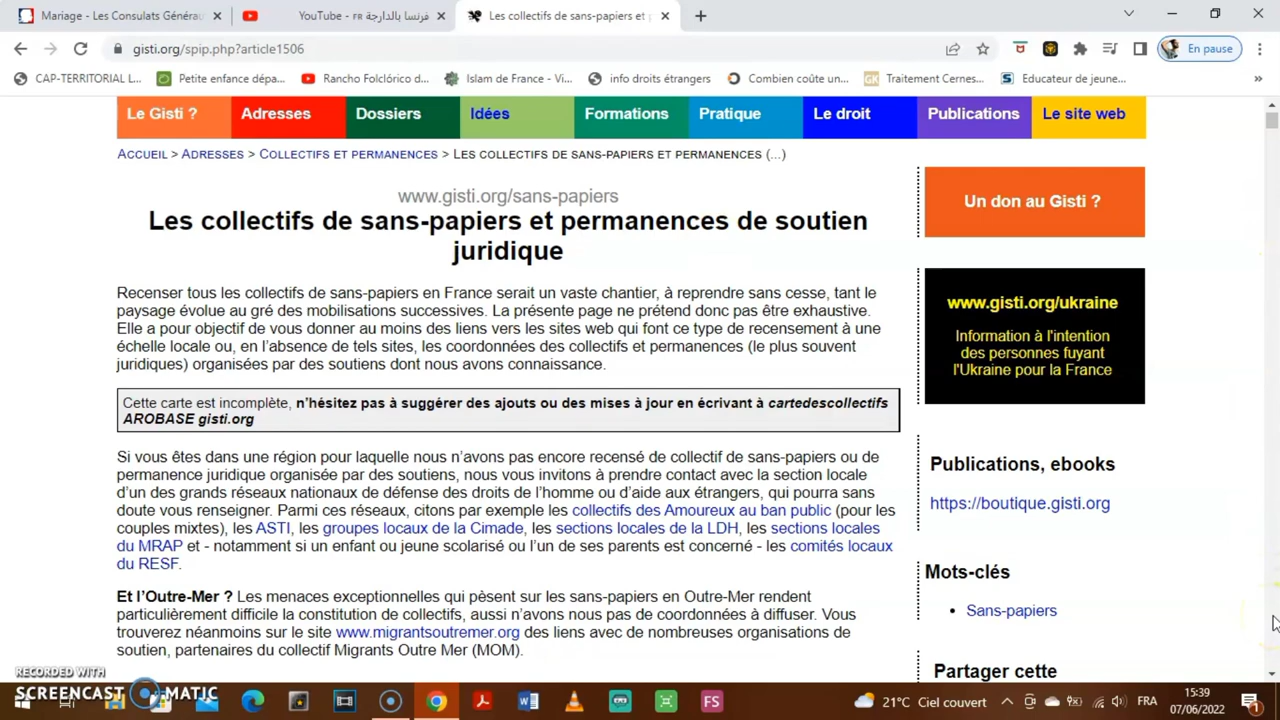 Mariage - Les Consulats Généra
YouTube - FR فرنسا بالدارجة
Les collectifs de sans-papiers et
gisti.org/spip.php?article1506
En pause
CAP-TERRITORIAL L...
Petite enfance dépa...
Rancho Folclórico d...
Islam de France - Vi...
info droits étrangers
Combien coûte un...
Traitement Cernes...
Educateur de jeune...
Le Gisti ?
Adresses
Dossiers
Idées
Formations
Pratique
Le droit
Publications
Le site web
ACCUEIL > ADRESSES > COLLECTIFS ET PERMANENCES > LES COLLECTIFS DE SANS-PAPIERS ET PERMANENCES (...)
www.gisti.org/sans-papiers
Les collectifs de sans-papiers et permanences de soutien
juridique
Recenser tous les collectifs de sans-papiers en France serait un vaste chantier, à reprendre sans cesse, tant le
paysage évolue au gré des mobilisations successives. La présente page ne prétend donc pas être exhaustive.
Elle a pour objectif de vous donner au moins des liens vers les sites web qui font ce type de recensement à une
échelle locale ou, en l'absence de tels sites, les coordonnées des collectifs et permanences (le plus souvent
juridiques) organisées par des soutiens dont nous avons connaissance.
Cette carte est incomplète, n'hésitez pas à suggérer des ajouts ou des mises à jour en écrivant à cartedescollectifs
AROBASE gisti.org
Si vous êtes dans une région pour laquelle nous n'avons pas encore recensé de collectif de sans-papiers ou de
permanence juridique organisée par des soutiens, nous vous invitons à prendre contact avec la section locale
d'un des grands réseaux nationaux de défense des droits de l'homme ou d'aide aux étrangers, qui pourra sans
doute vous renseigner. Parmi ces réseaux, citons par exemple les collectifs des Amoureux au ban public (pour les
couples mixtes), les ASTI, les groupes locaux de la Cimade, les sections locales de la LDH, les sections locales
du MRAP et - notamment si un enfant ou jeune scolarisé ou l'un de ses parents est concerné - les comités locaux
du RESF.
Et l'Outre-Mer ? Les menaces exceptionnelles qui pèsent sur les sans-papiers en Outre-Mer rendent
particulièrement difficile la constitution de collectifs, aussi n'avons nous pas de coordonnées à diffuser. Vous
trouverez néanmoins sur le site www.migrantsoutremer.org des liens avec de nombreuses organisations de
soutien, partenaires du collectif Migrants Outre Mer (MOM).
Un don au Gisti ?
www.gisti.org/ukraine
Information à l'intention
des personnes fuyant
l'Ukraine pour la France
Publications, ebooks
https://boutique.gisti.org
Mots-clés
Sans-papiers
Partager cette
RECORDED WITH
SCREENCAST MATIC
21°C Ciel couvert
FRA
15:39
07/06/2022